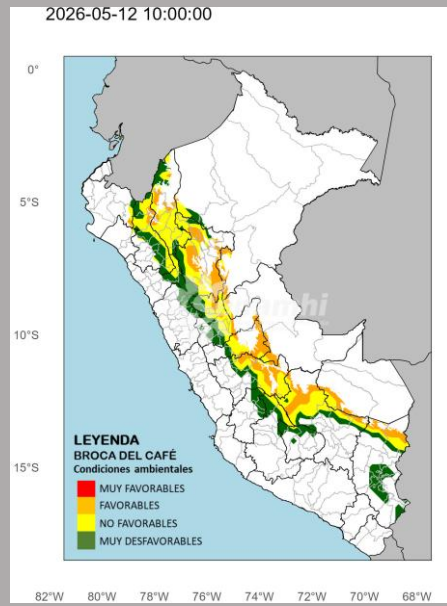 2026-05-12 10:00:00
0°
5°S
10°S
15°S
LEYENDA
BROCA DEL CAFÉ
Condiciones ambientales
MUY FAVORABLES
FAVORABLES
NO FAVORABLES
MUY DESFAVORABLES
82°W 80°W 78°W 76°W 74°W 72°W 70°W 68°W